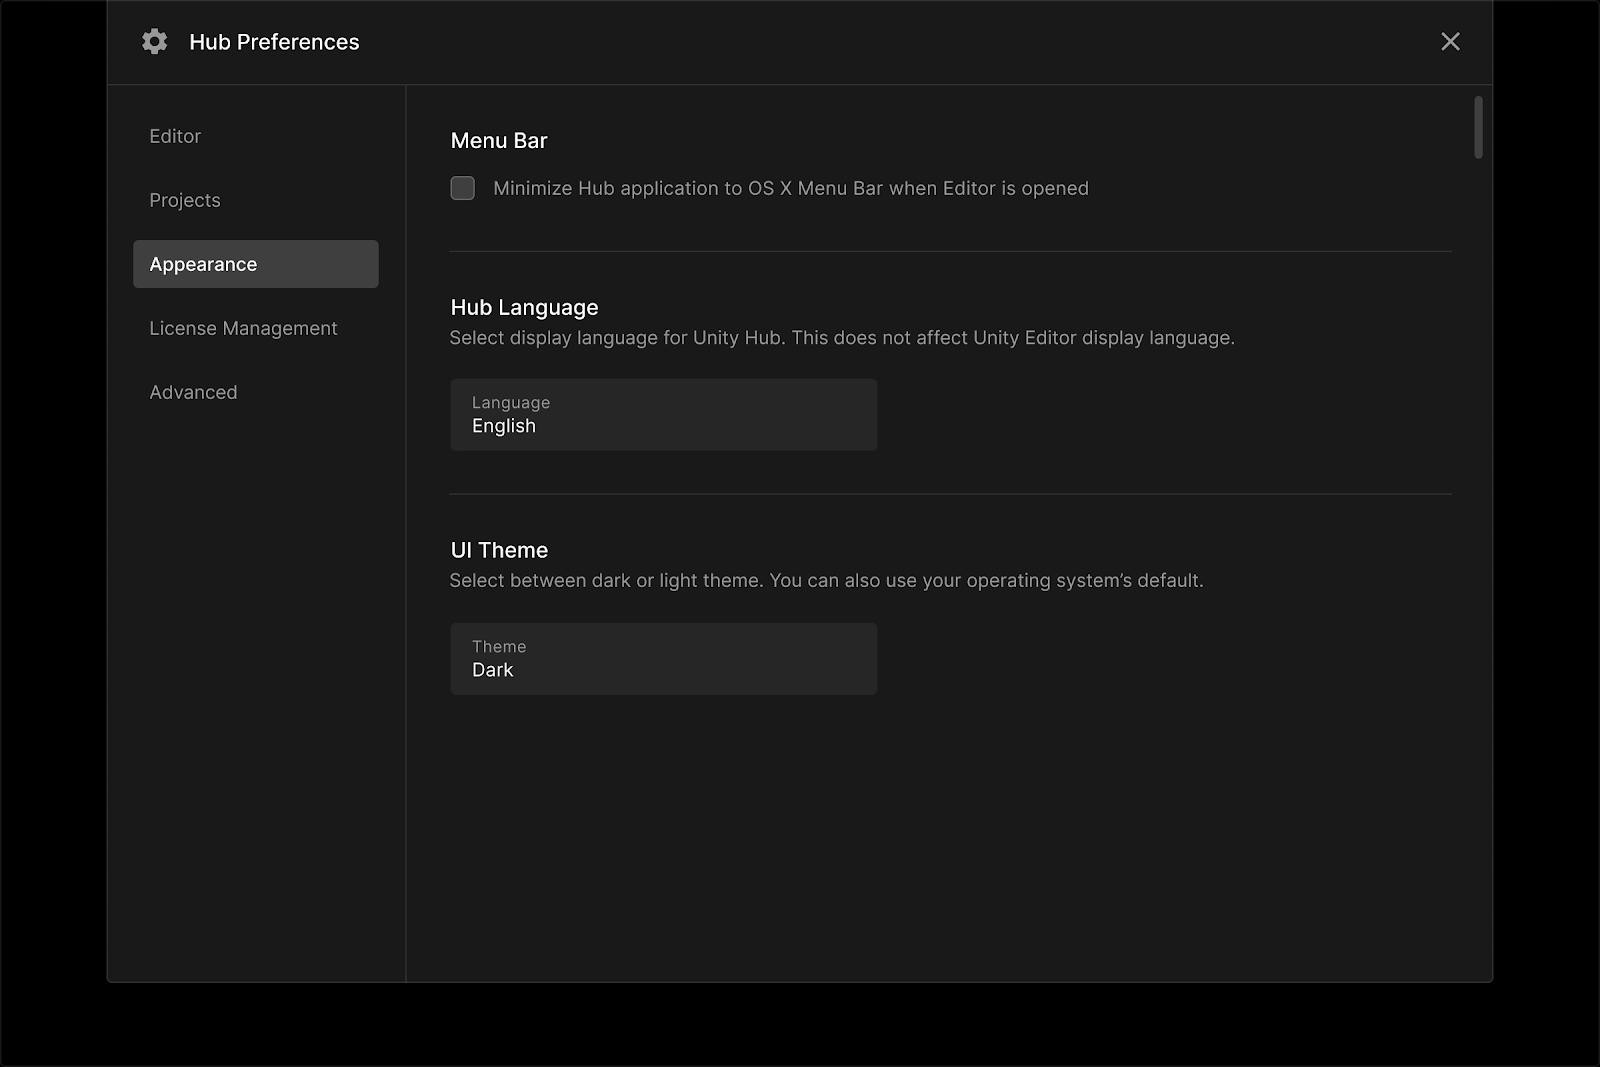 Hub Preferences
Editor
Projects
Appearance
License Management
Advanced
Menu Bar
Minimize Hub application to OS X Menu Bar when Editor is opened
Hub Language
Select display language for Unity Hub. This does not affect Unity Editor display language.
Language
English
UI Theme
Select between dark or light theme. You can also use your operating system’s default.
Theme
Dark